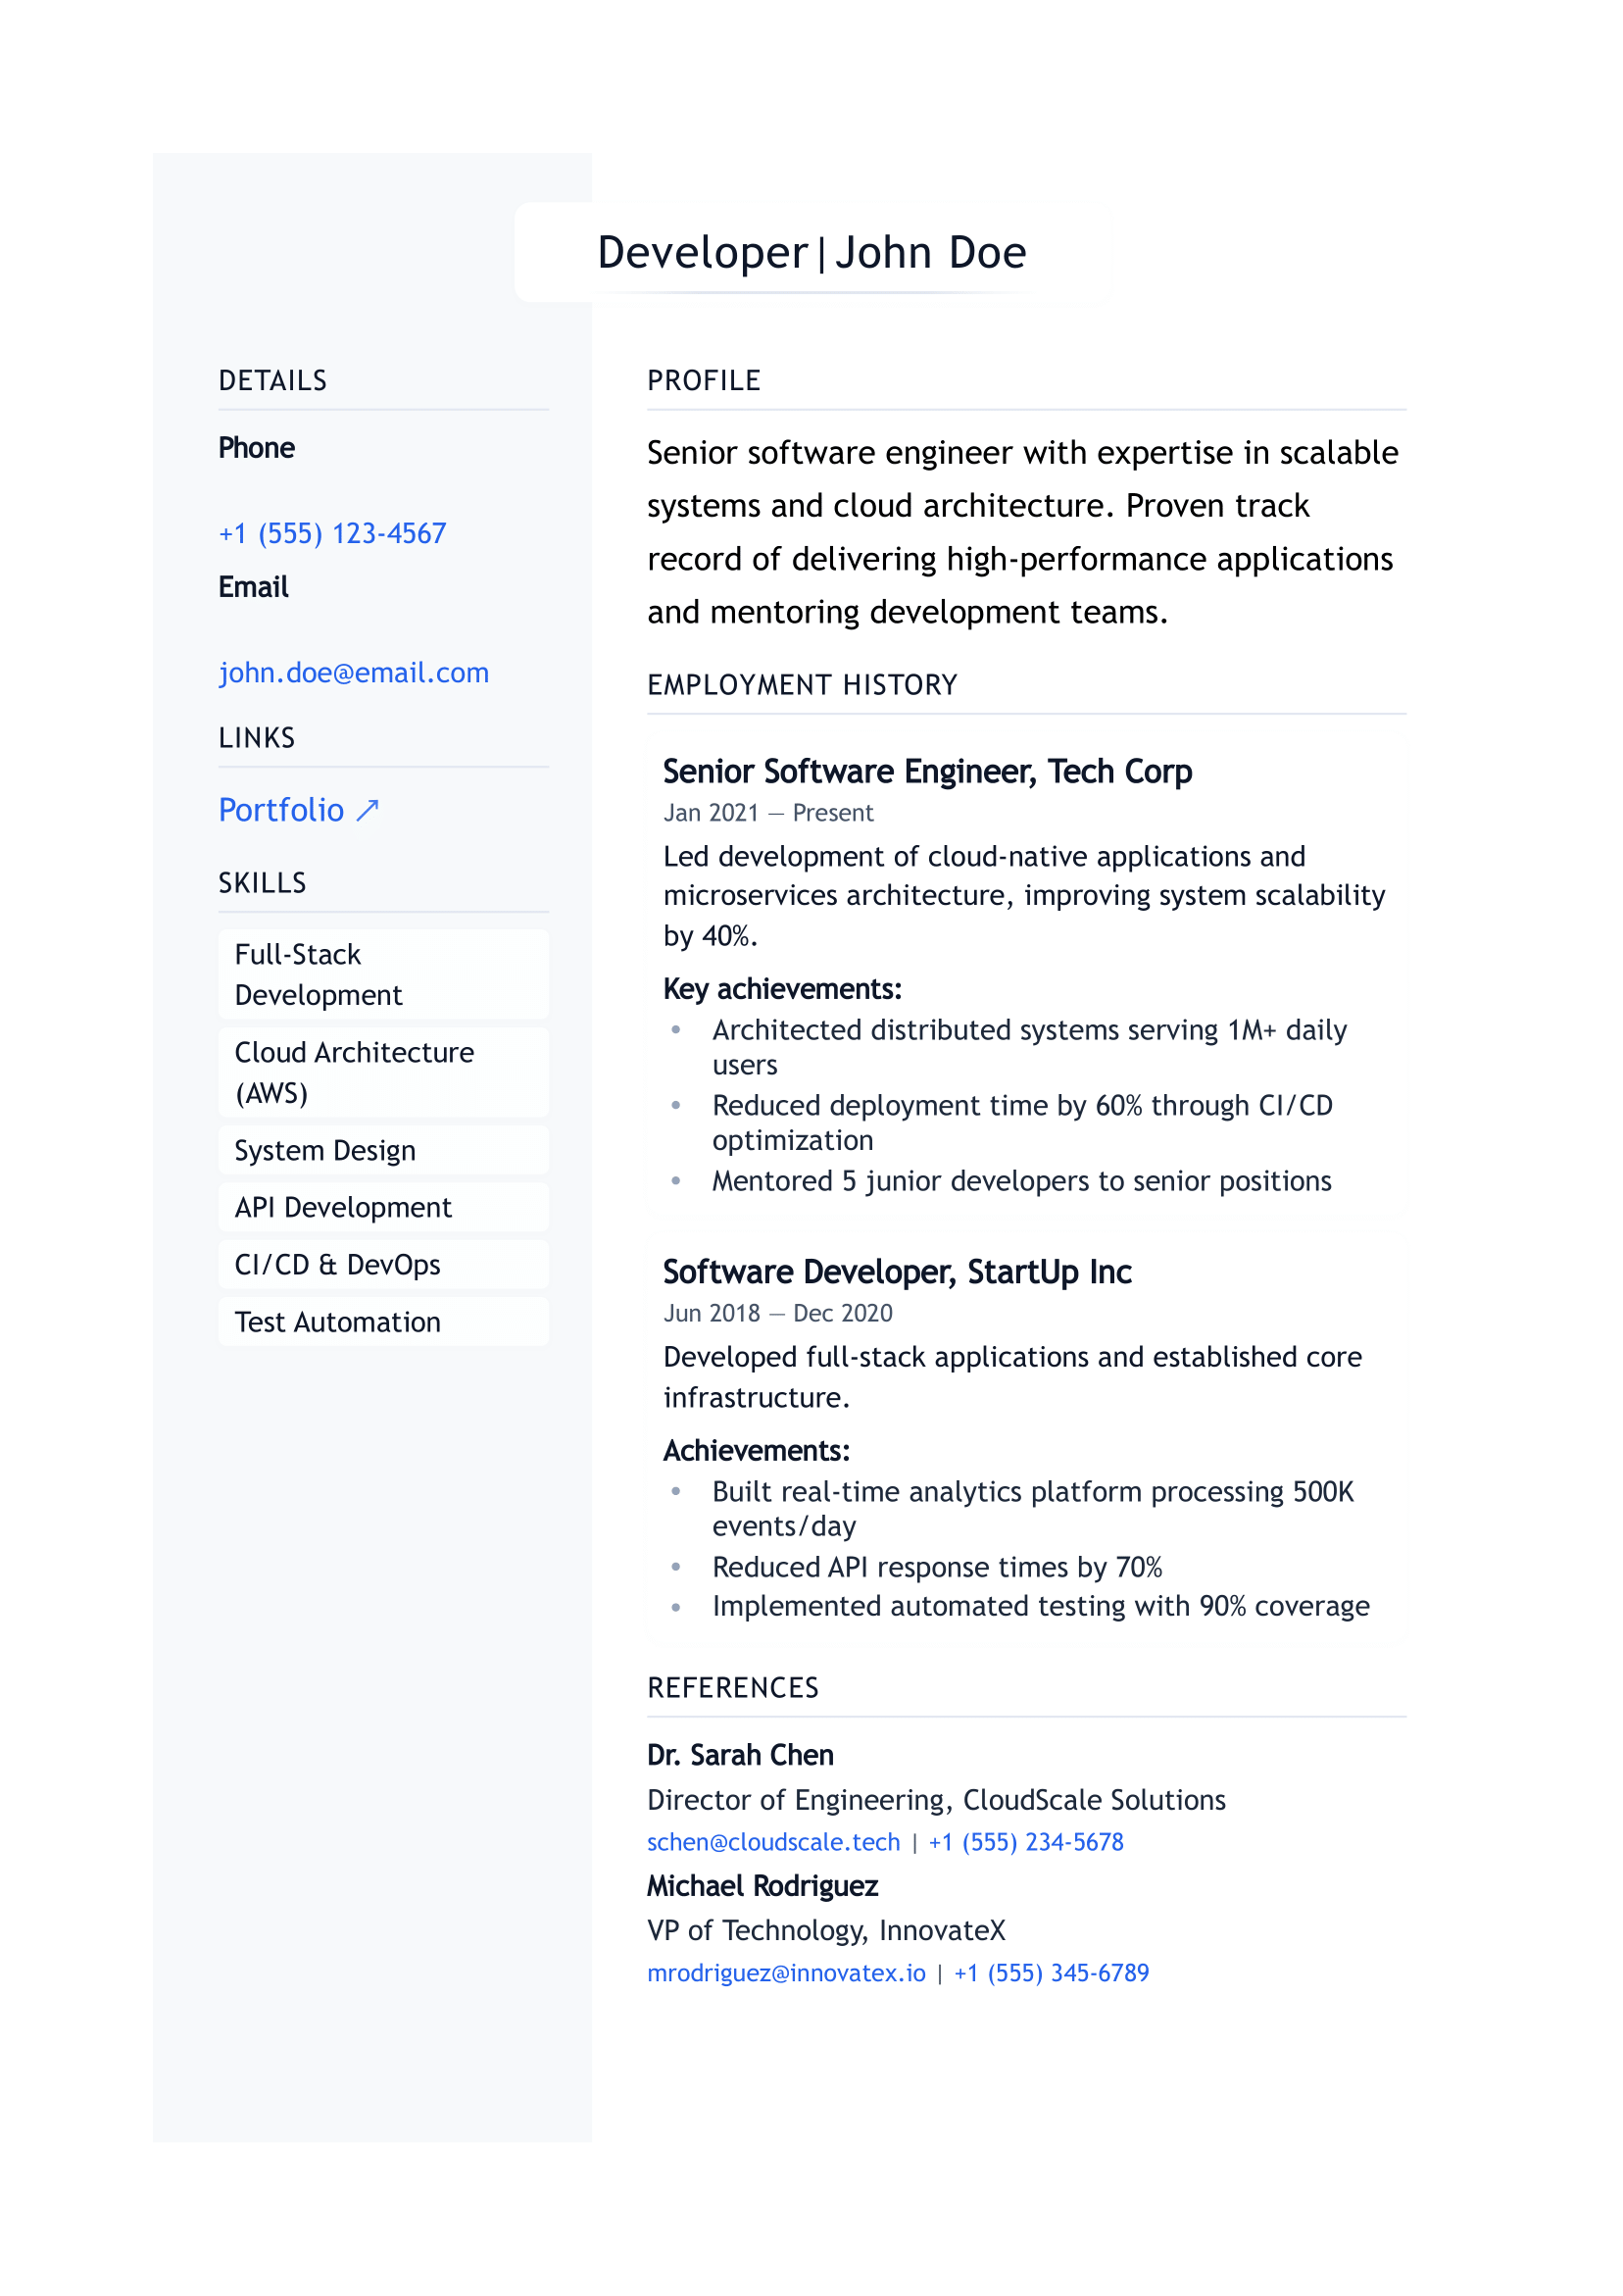 Developer|John Doe
DETAILS
Phone
+1 (555) 123-4567
Email
john.doe@email.com
LINKS
Portfolio ↗
SKILLS
Full-Stack
Development
Cloud Architecture
(AWS)
System Design
API Development
CI/CD & DevOps
Test Automation
PROFILE
Senior software engineer with expertise in scalable
systems and cloud architecture. Proven track
record of delivering high-performance applications
and mentoring development teams.
EMPLOYMENT HISTORY
Senior Software Engineer, Tech Corp
Jan 2021 — Present
Led development of cloud-native applications and
microservices architecture, improving system scalability
by 40%.
Key achievements:
• Architected distributed systems serving 1M+ daily
users
• Reduced deployment time by 60% through CI/CD
optimization
• Mentored 5 junior developers to senior positions
Software Developer, StartUp Inc
Jun 2018 — Dec 2020
Developed full-stack applications and established core
infrastructure.
Achievements:
• Built real-time analytics platform processing 500K
events/day
• Reduced API response times by 70%
• Implemented automated testing with 90% coverage
REFERENCES
Dr. Sarah Chen
Director of Engineering, CloudScale Solutions
schen@cloudscale.tech | +1 (555) 234-5678
Michael Rodriguez
VP of Technology, InnovateX
mrodriguez@innovatex.io | +1 (555) 345-6789